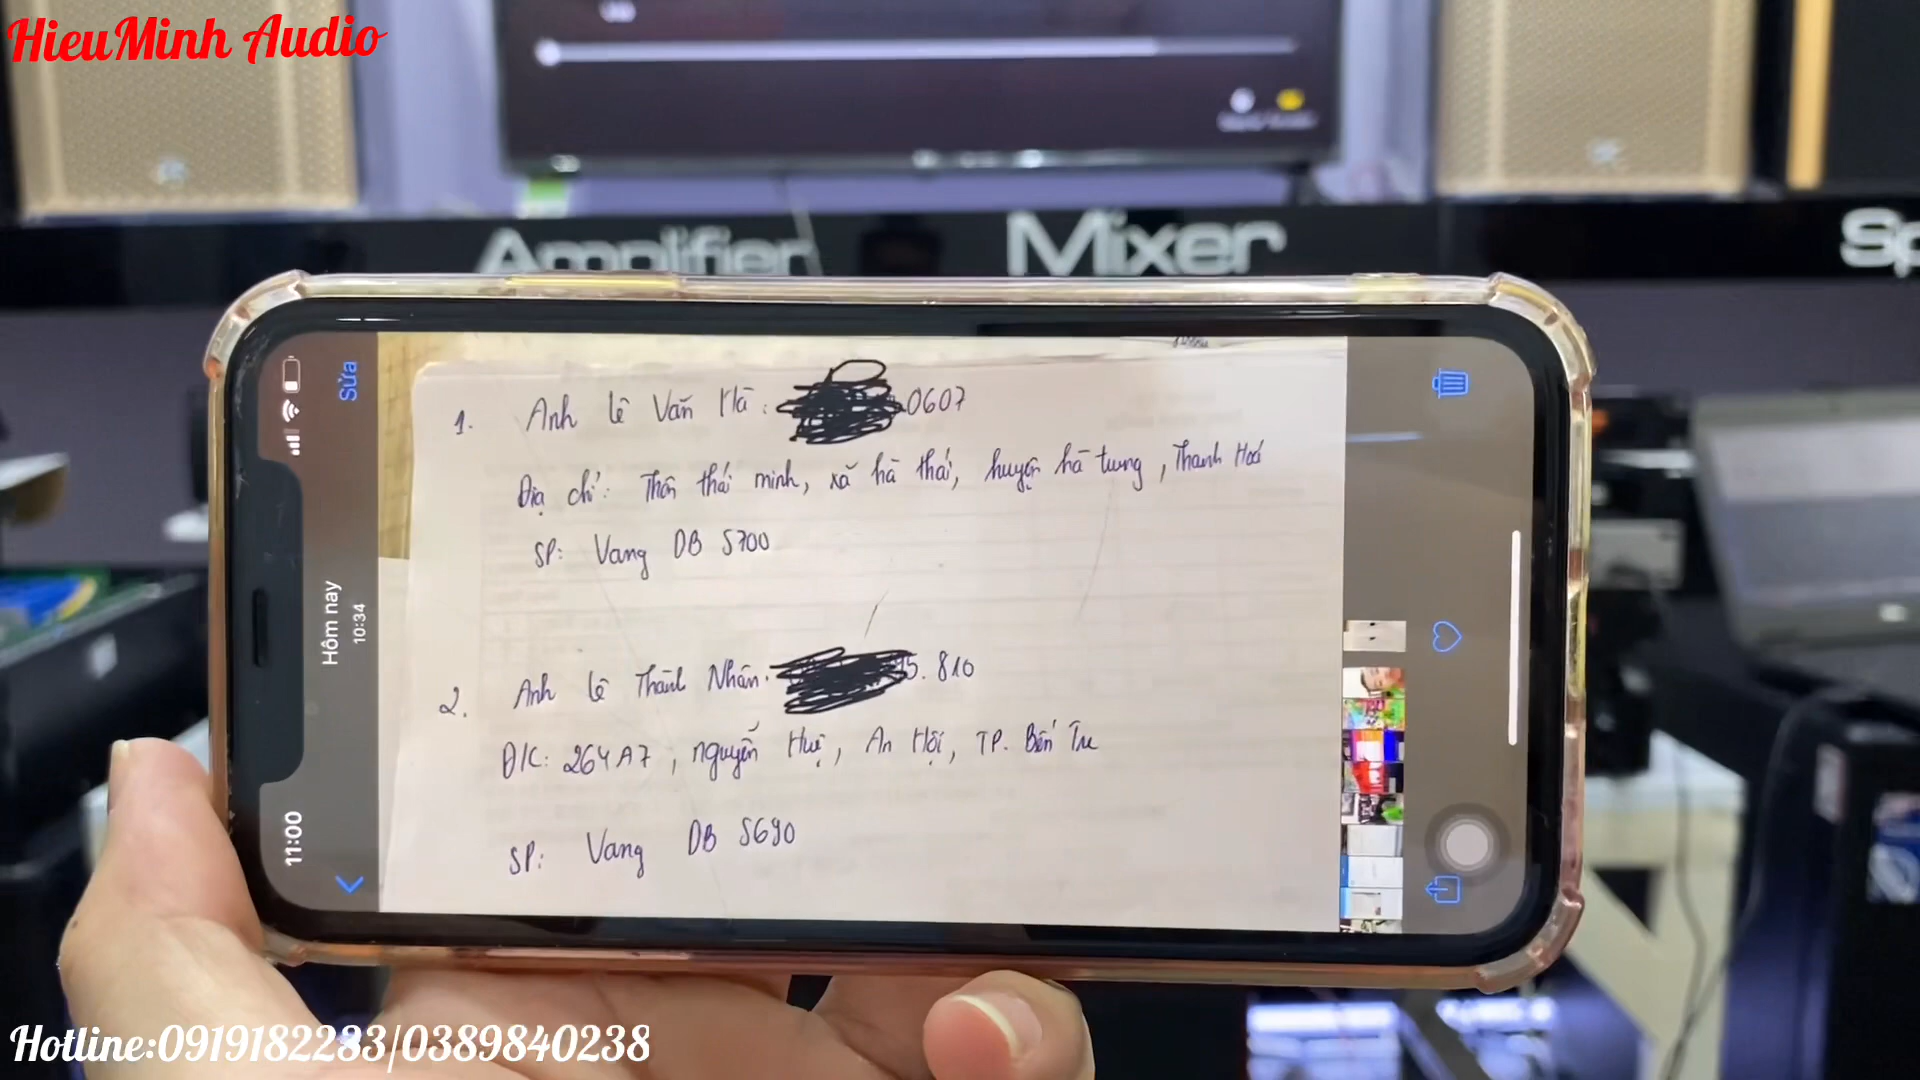 HieuMinh Audio
Amplifier
Mixer
Sp
Sửa
Hôm nay
10:34
11:00
1. Anh Lê Văn Hà: 0607
Địa chỉ: Thôn thái minh, xã hà thái, huyện hà trung, Thanh Hoá
SP: Vang DB S700
2. Anh Lê Thành Nhân. 95.810
Đ/C: 264A7, nguyễn Huệ, An Hội, TP. Bến Tre
SP: Vang DB S690
Hotline:0919182283/0389840238